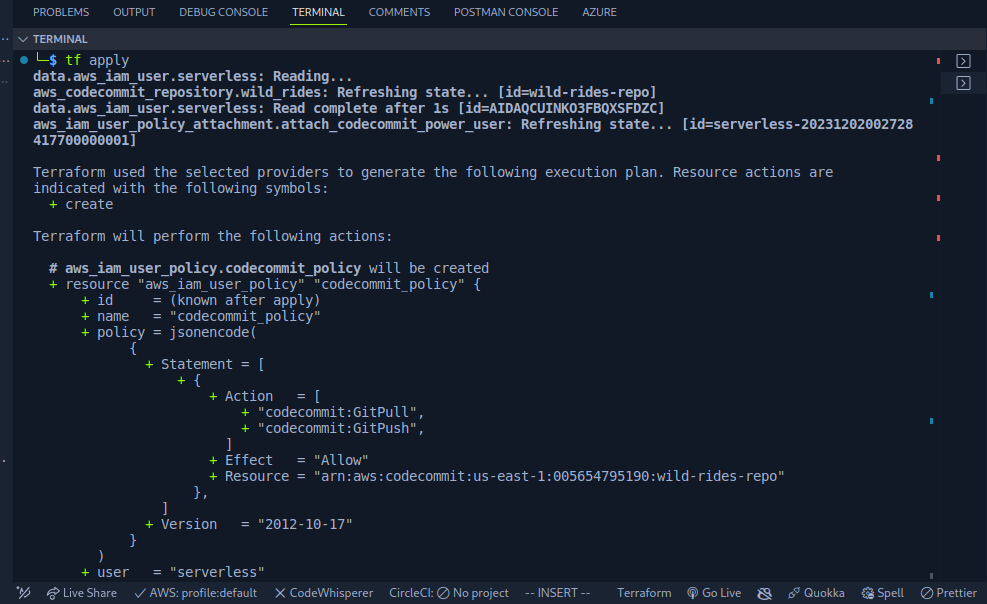 PROBLEMS OUTPUT DEBUG CONSOLE TERMINAL COMMENTS POSTMAN CONSOLE AZURE
TERMINAL
└─$ tf apply
data.aws_iam_user.serverless: Reading...
aws_codecommit_repository.wild_rides: Refreshing state... [id=wild-rides-repo]
data.aws_iam_user.serverless: Read complete after 1s [id=AIDAQCUINKO3FBQXSFDZC]
aws_iam_user_policy_attachment.attach_codecommit_power_user: Refreshing state... [id=serverless-20231202002728
417700000001]
Terraform used the selected providers to generate the following execution plan. Resource actions are
indicated with the following symbols:
  + create
Terraform will perform the following actions:
  # aws_iam_user_policy.codecommit_policy will be created
  + resource "aws_iam_user_policy" "codecommit_policy" {
      + id     = (known after apply)
      + name   = "codecommit_policy"
      + policy = jsonencode(
            {
              + Statement = [
                  + {
                      + Action   = [
                          + "codecommit:GitPull",
                          + "codecommit:GitPush",
                        ]
                      + Effect   = "Allow"
                      + Resource = "arn:aws:codecommit:us-east-1:005654795190:wild-rides-repo"
                    },
                ]
              + Version   = "2012-10-17"
            }
        )
      + user   = "serverless"
Live Share AWS: profile:default CodeWhisperer CircleCI: No project -- INSERT -- Terraform Go Live Quokka Spell Prettier